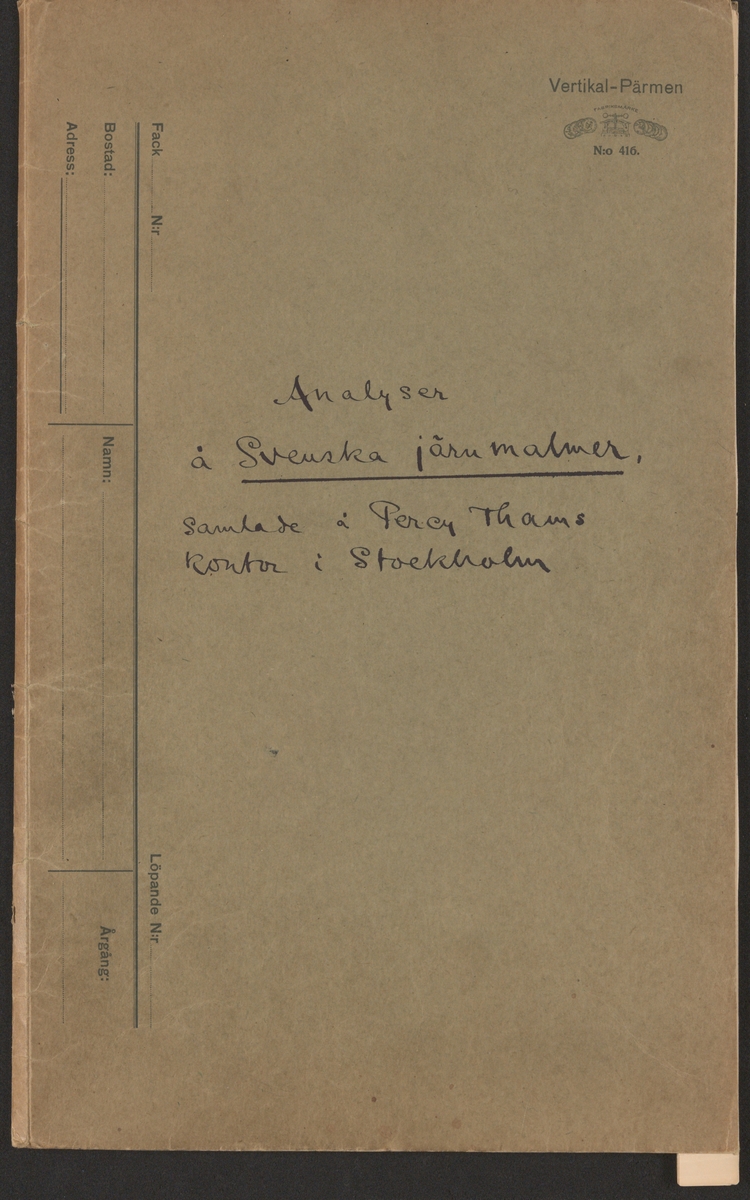 Vertikal-Pärmen
N:o 416.
Fack N:r
Löpande N:r
Bostad:
Namn:
Årgång:
Adress:
Analyser
å Svenska järnmalmer,
samlade å Percy Thams
kontor i Stockholm